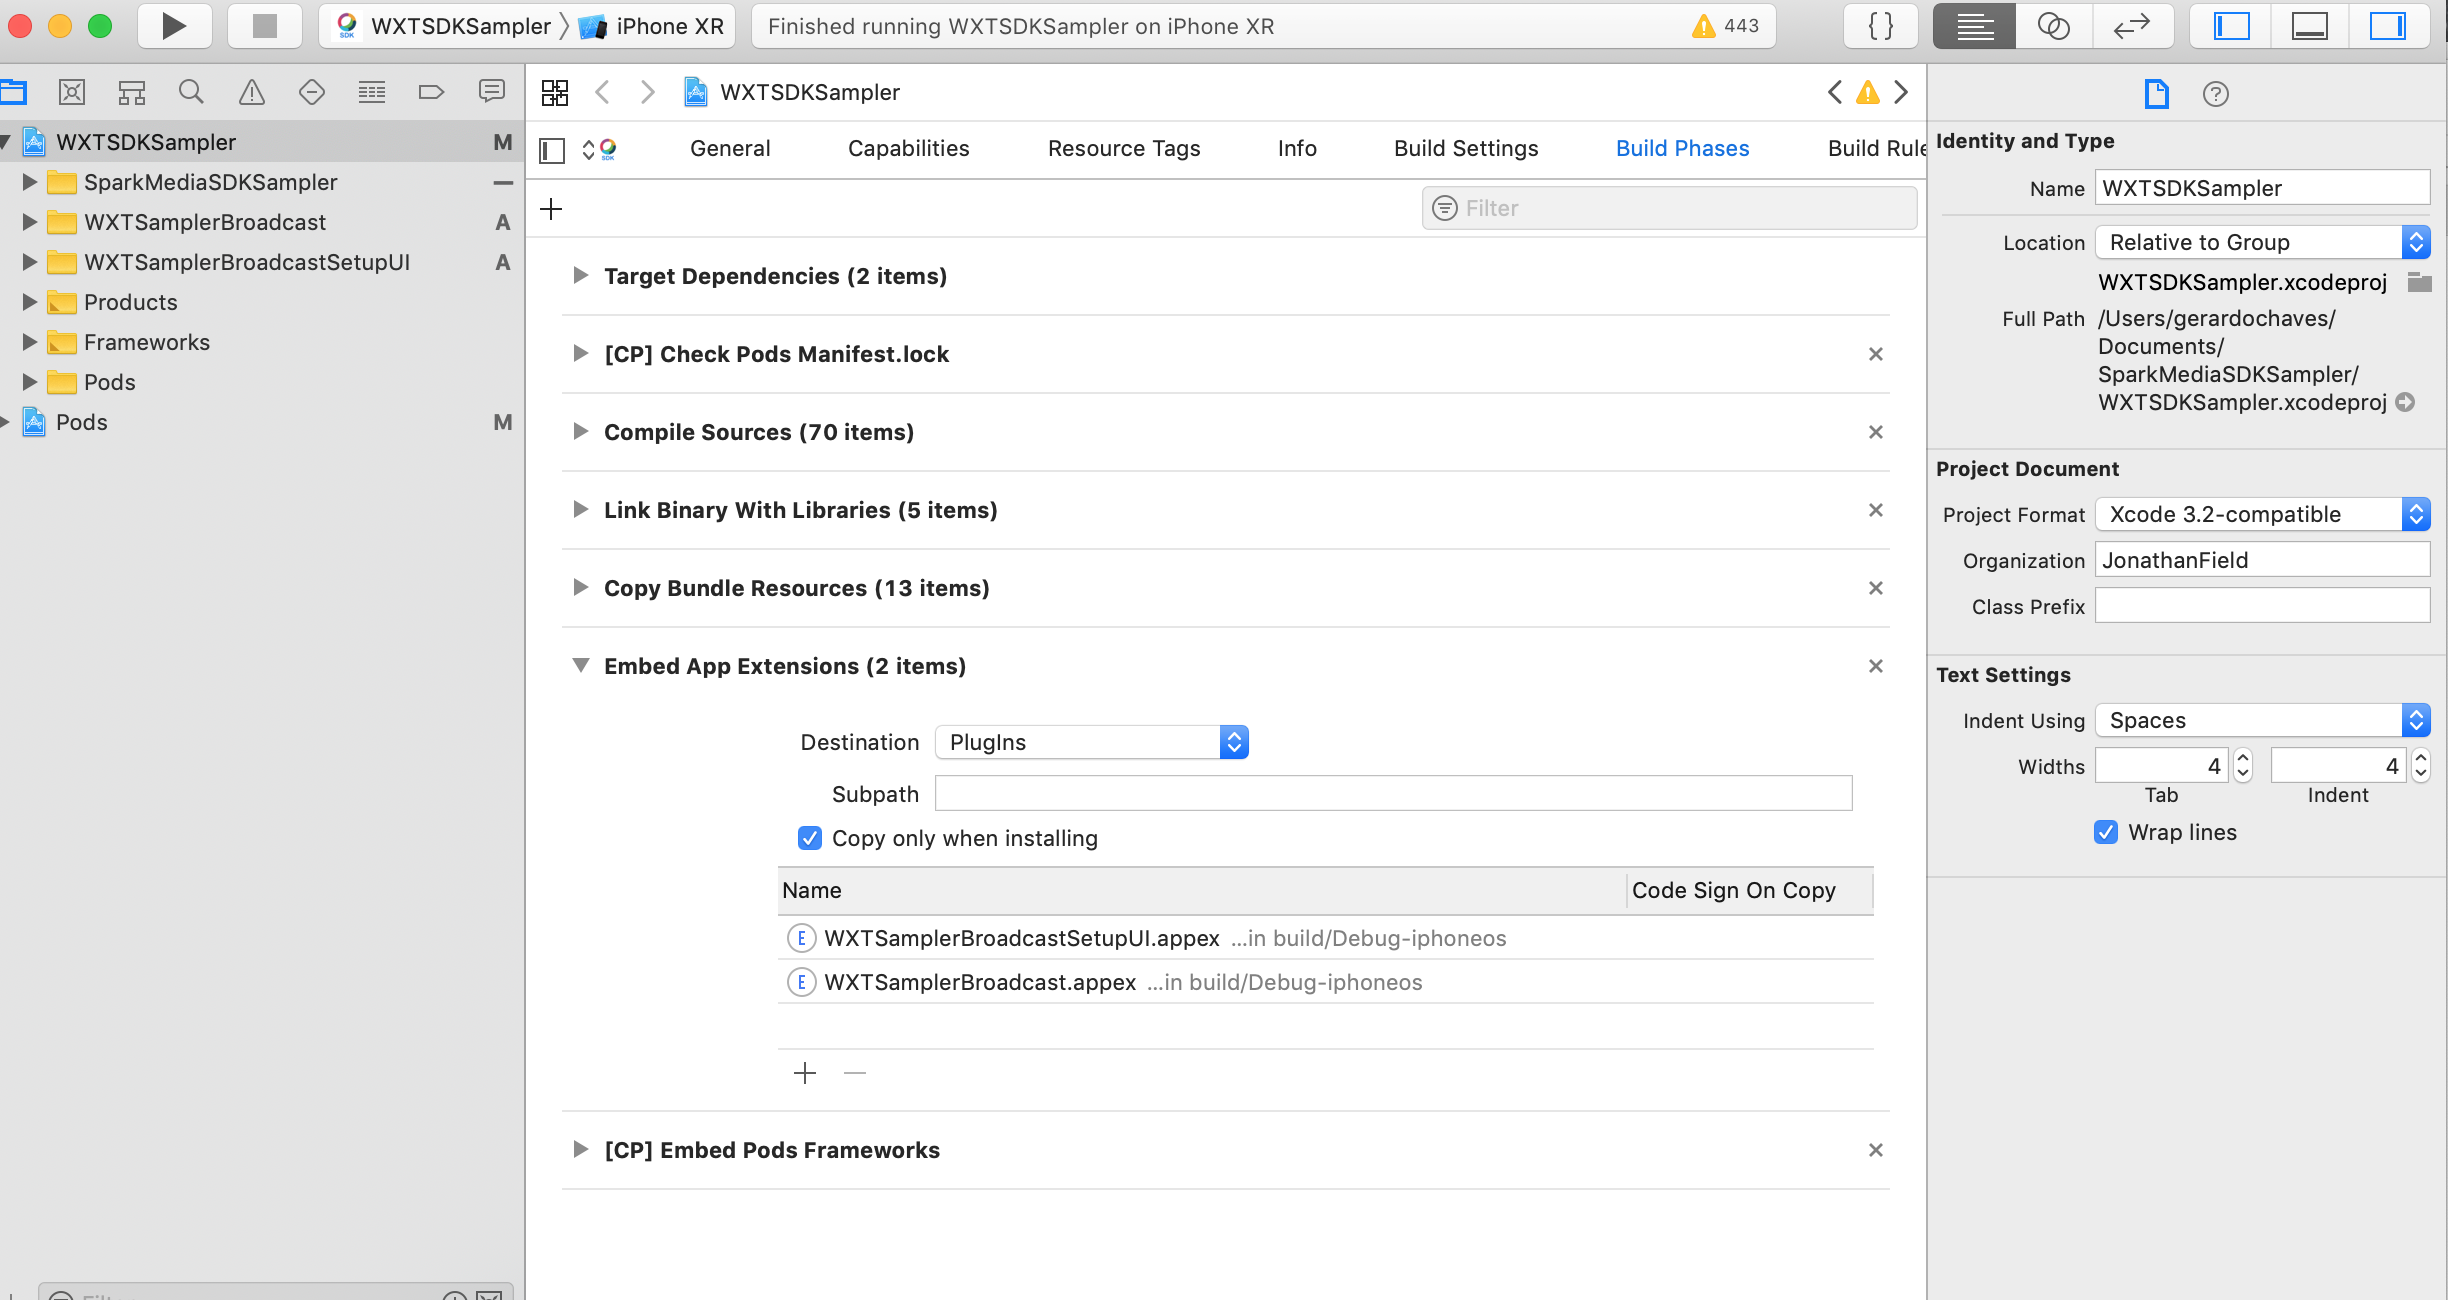 WXTSDKSampler iPhone XR
Finished running WXTSDKSampler on iPhone XR
443
{ }
WXTSDKSampler M
SparkMediaSDKSampler
WXTSamplerBroadcast A
WXTSamplerBroadcastSetupUI A
Products
Frameworks
Pods
Pods M
WXTSDKSampler
SDK General Capabilities Resource Tags Info Build Settings Build Phases Build Rule
Filter
Target Dependencies (2 items)
[CP] Check Pods Manifest.lock
Compile Sources (70 items)
Link Binary With Libraries (5 items)
Copy Bundle Resources (13 items)
Embed App Extensions (2 items)
Destination PlugIns
Subpath
Copy only when installing
Name Code Sign On Copy
E WXTSamplerBroadcastSetupUI.appex ...in build/Debug-iphoneos
E WXTSamplerBroadcast.appex ...in build/Debug-iphoneos
[CP] Embed Pods Frameworks
Identity and Type
Name WXTSDKSampler
Location Relative to Group
WXTSDKSampler.xcodeproj
Full Path /Users/gerardochaves/
Documents/
SparkMediaSDKSampler/
WXTSDKSampler.xcodeproj
Project Document
Project Format Xcode 3.2-compatible
Organization JonathanField
Class Prefix
Text Settings
Indent Using Spaces
Widths 4 4
Tab Indent
Wrap lines